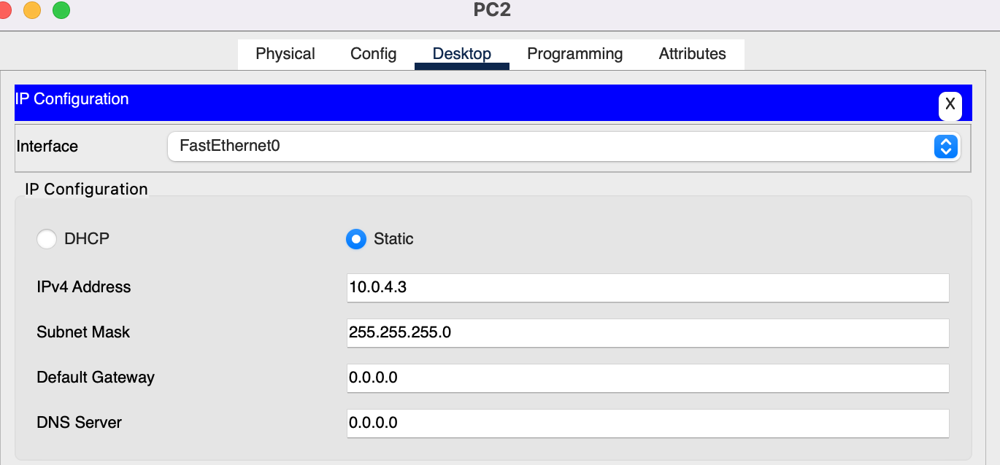 PC2
Physical Config Desktop Programming Attributes
IP Configuration X
Interface FastEthernet0
IP Configuration
DHCP Static
IPv4 Address 10.0.4.3
Subnet Mask 255.255.255.0
Default Gateway 0.0.0.0
DNS Server 0.0.0.0